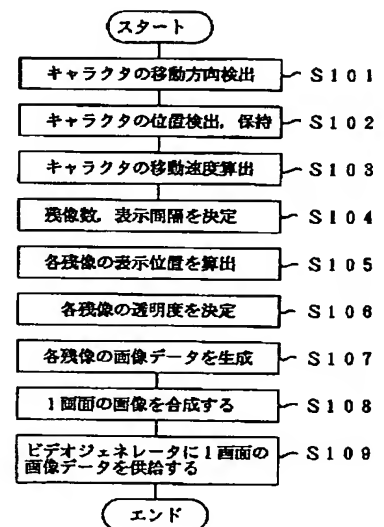 スタート
キャラクタの移動方向検出 S101
キャラクタの位置検出,保持 S102
キャラクタの移動速度算出 S103
残像数,表示間隔を決定 S104
各残像の表示位置を算出 S105
各残像の透明度を決定 S106
各残像の画像データを生成 S107
1画面の画像を合成する S108
ビデオジェネレータに1画面の
画像データを供給する S109
エンド